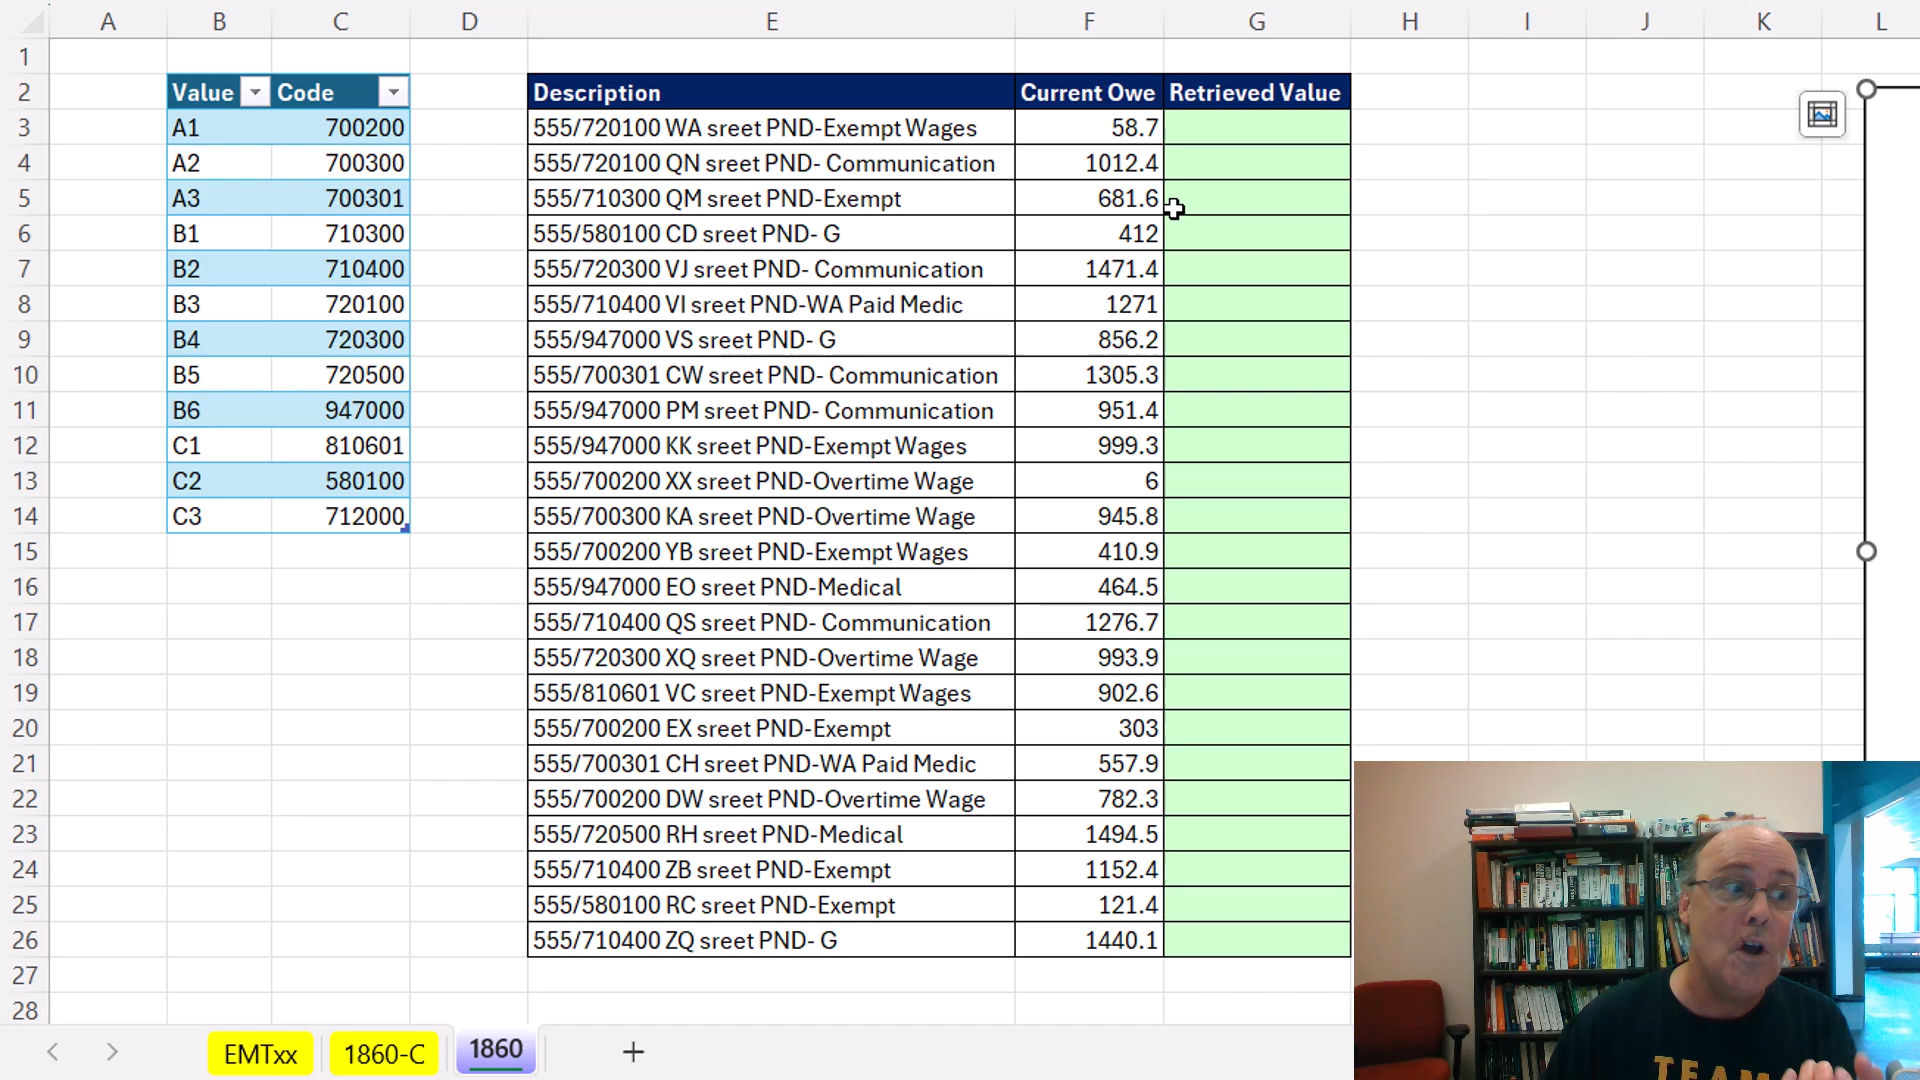 A B C D E F G H I J K L
1
2 Value Code Description Current Owe Retrieved Value
3 A1 700200 555/720100 WA sreet PND-Exempt Wages 58.7
4 A2 700300 555/720100 QN sreet PND- Communication 1012.4
5 A3 700301 555/710300 QM sreet PND-Exempt 681.6
6 B1 710300 555/580100 CD sreet PND- G 412
7 B2 710400 555/720300 VJ sreet PND- Communication 1471.4
8 B3 720100 555/710400 VI sreet PND-WA Paid Medic 1271
9 B4 720300 555/947000 VS sreet PND- G 856.2
10 B5 720500 555/700301 CW sreet PND- Communication 1305.3
11 B6 947000 555/947000 PM sreet PND- Communication 951.4
12 C1 810601 555/947000 KK sreet PND-Exempt Wages 999.3
13 C2 580100 555/700200 XX sreet PND-Overtime Wage 6
14 C3 712000 555/700300 KA sreet PND-Overtime Wage 945.8
15 555/700200 YB sreet PND-Exempt Wages 410.9
16 555/947000 EO sreet PND-Medical 464.5
17 555/710400 QS sreet PND- Communication 1276.7
18 555/720300 XQ sreet PND-Overtime Wage 993.9
19 555/810601 VC sreet PND-Exempt Wages 902.6
20 555/700200 EX sreet PND-Exempt 303
21 555/700301 CH sreet PND-WA Paid Medic 557.9
22 555/700200 DW sreet PND-Overtime Wage 782.3
23 555/720500 RH sreet PND-Medical 1494.5
24 555/710400 ZB sreet PND-Exempt 1152.4
25 555/580100 RC sreet PND-Exempt 121.4
26 555/710400 ZQ sreet PND- G 1440.1
27
28
EMTxx 1860-C 1860
TEAM